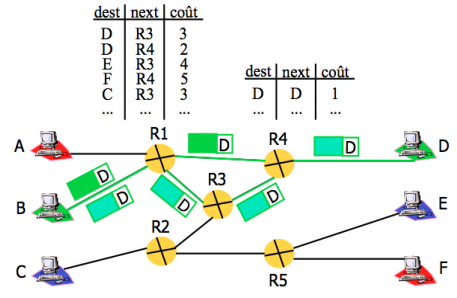 dest next coût
D R3 3
D R4 2
E R3 4
F R4 5
C R3 3
... ... ...
dest next coût
D D 1
... ... ...
A
R1
D
R4
D
D
D
B
D
D
R3
D
E
R2
C
R5
F